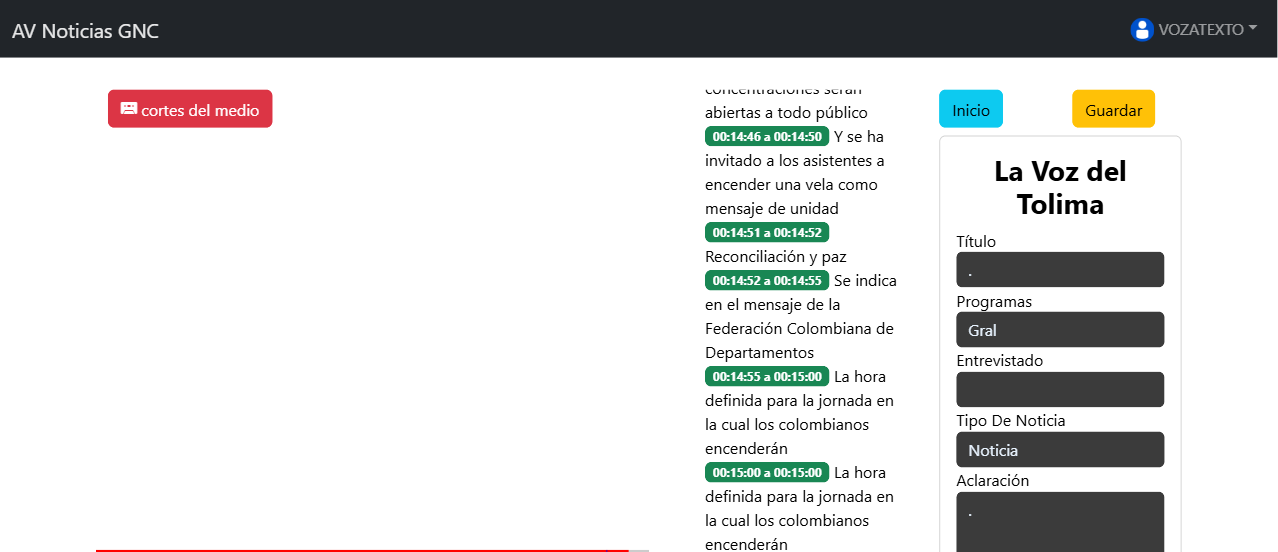 AV Noticias GNC
VOZATEXTO
cortes del medio
concentraciones serán
abiertas a todo público
00:14:46 a 00:14:50 Y se ha
invitado a los asistentes a
encender una vela como
mensaje de unidad
00:14:51 a 00:14:52
Reconciliación y paz
00:14:52 a 00:14:55 Se indica
en el mensaje de la
Federación Colombiana de
Departamentos
00:14:55 a 00:15:00 La hora
definida para la jornada en
la cual los colombianos
encenderán
00:15:00 a 00:15:00 La hora
definida para la jornada en
la cual los colombianos
encenderán
Inicio
Guardar
La Voz del
Tolima
Título
.
Programas
Gral
Entrevistado
Tipo De Noticia
Noticia
Aclaración
.